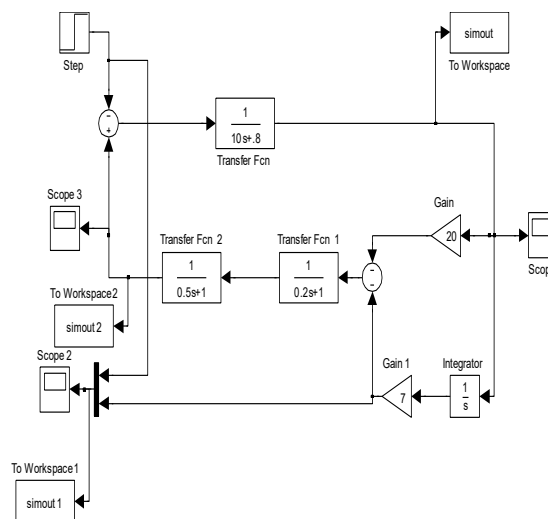 simout
Step
To Workspace
-
+
1
10s+.8
Transfer Fcn
Scope 3
Gain
20
Scop
Transfer Fcn 2
Transfer Fcn 1
1
0.5s+1
1
0.2s+1
-
-
To Workspace2
simout 2
Scope 2
Gain 1
Integrator
7
1
s
To Workspace1
simout 1